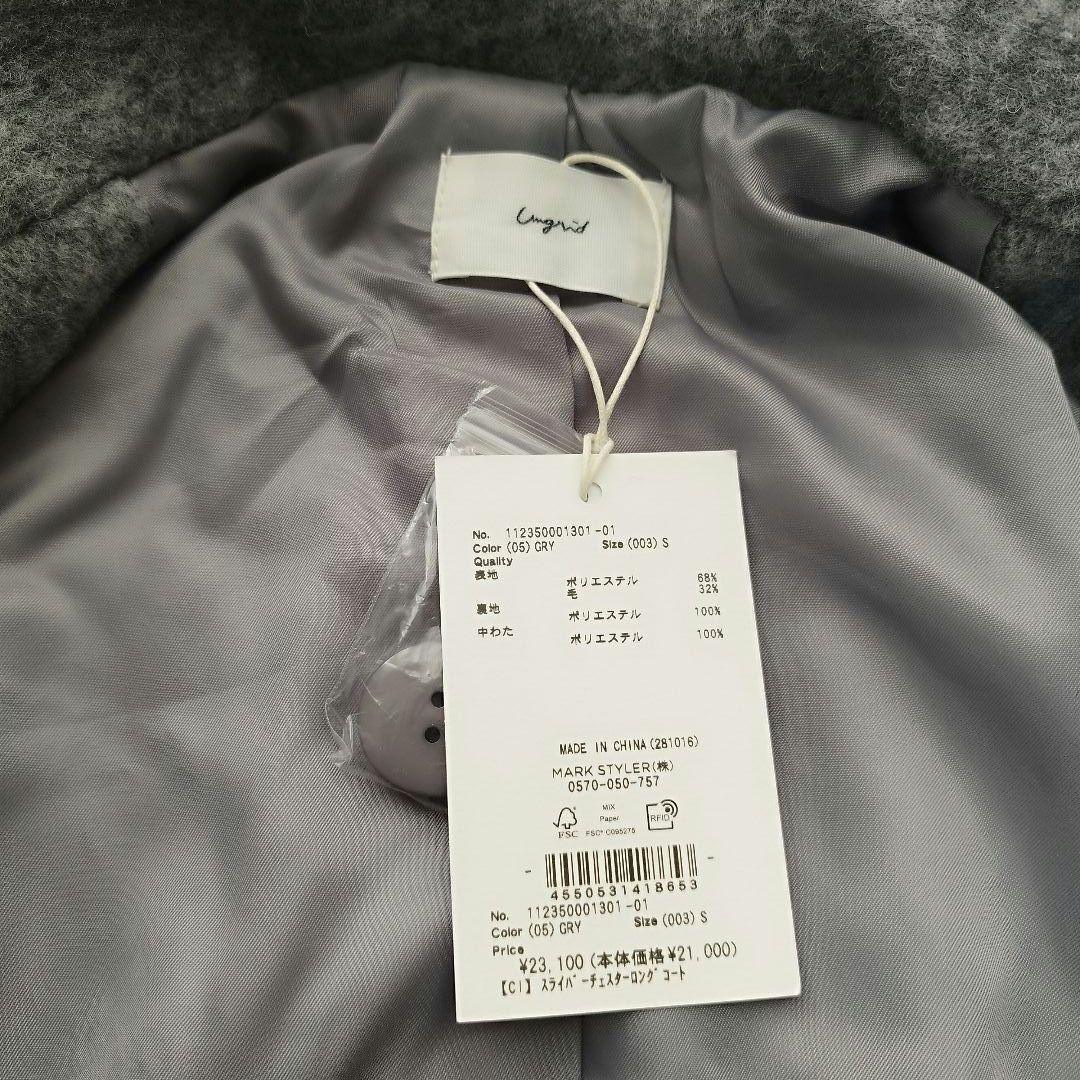 Ungrid
No. 112350001301-01
Color (05) GRY Size (003) S
Quality
表地 ポリエステル 68%
毛 32%
裏地 ポリエステル 100%
中わた ポリエステル 100%
MADE IN CHINA(281016)
MARK STYLER(株)
0570-050-757
MIX
Paper
FSC FSC® C095275
RFID
4550531418653
No. 112350001301-01
Color (05) GRY Size (003) S
Price
¥23,100(本体価格¥21,000)
【CI】スライバーチェスターロングコート